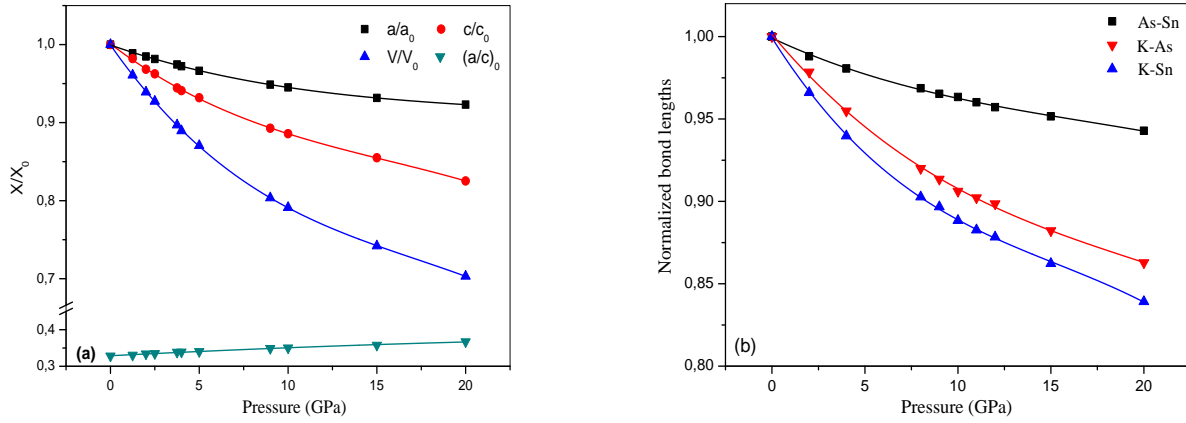 a/a0 c/c0
V/V0 (a/c)0
1,0
0,9
0,8
0,7
0,4
0,3
X/X0
(a)
0 5 10 15 20
Pressure (GPa)
As-Sn
K-As
K-Sn
1.00
0,95
0,90
0,85
0,80
Normalized bond lengths
(b)
0 5 10 15 20
Pressure (GPa)